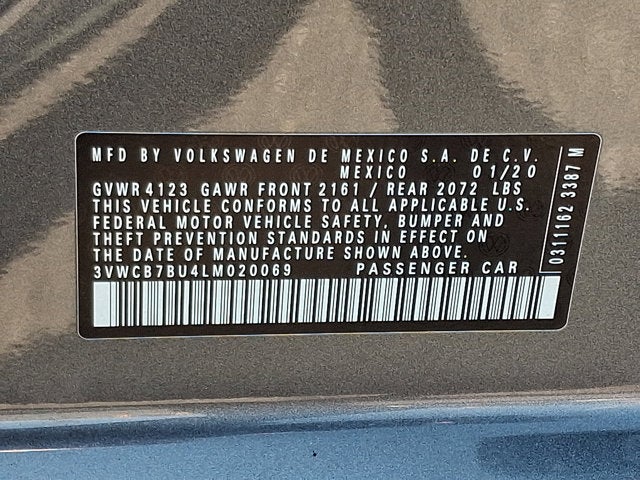 MFD BY VOLKSWAGEN DE MEXICO S.A. DE C.V.
MEXICO 01/20
GVWR 4123 GAWR FRONT 2161 / REAR 2072 LBS
THIS VEHICLE CONFORMS TO ALL APPLICABLE U.S.
FEDERAL MOTOR VEHICLE SAFETY, BUMPER AND
THEFT PREVENTION STANDARDS IN EFFECT ON
THE DATE OF MANUFACTURE SHOWN ABOVE
3VWCB7BU4LM020069 PASSENGER CAR
0311162 3387 M